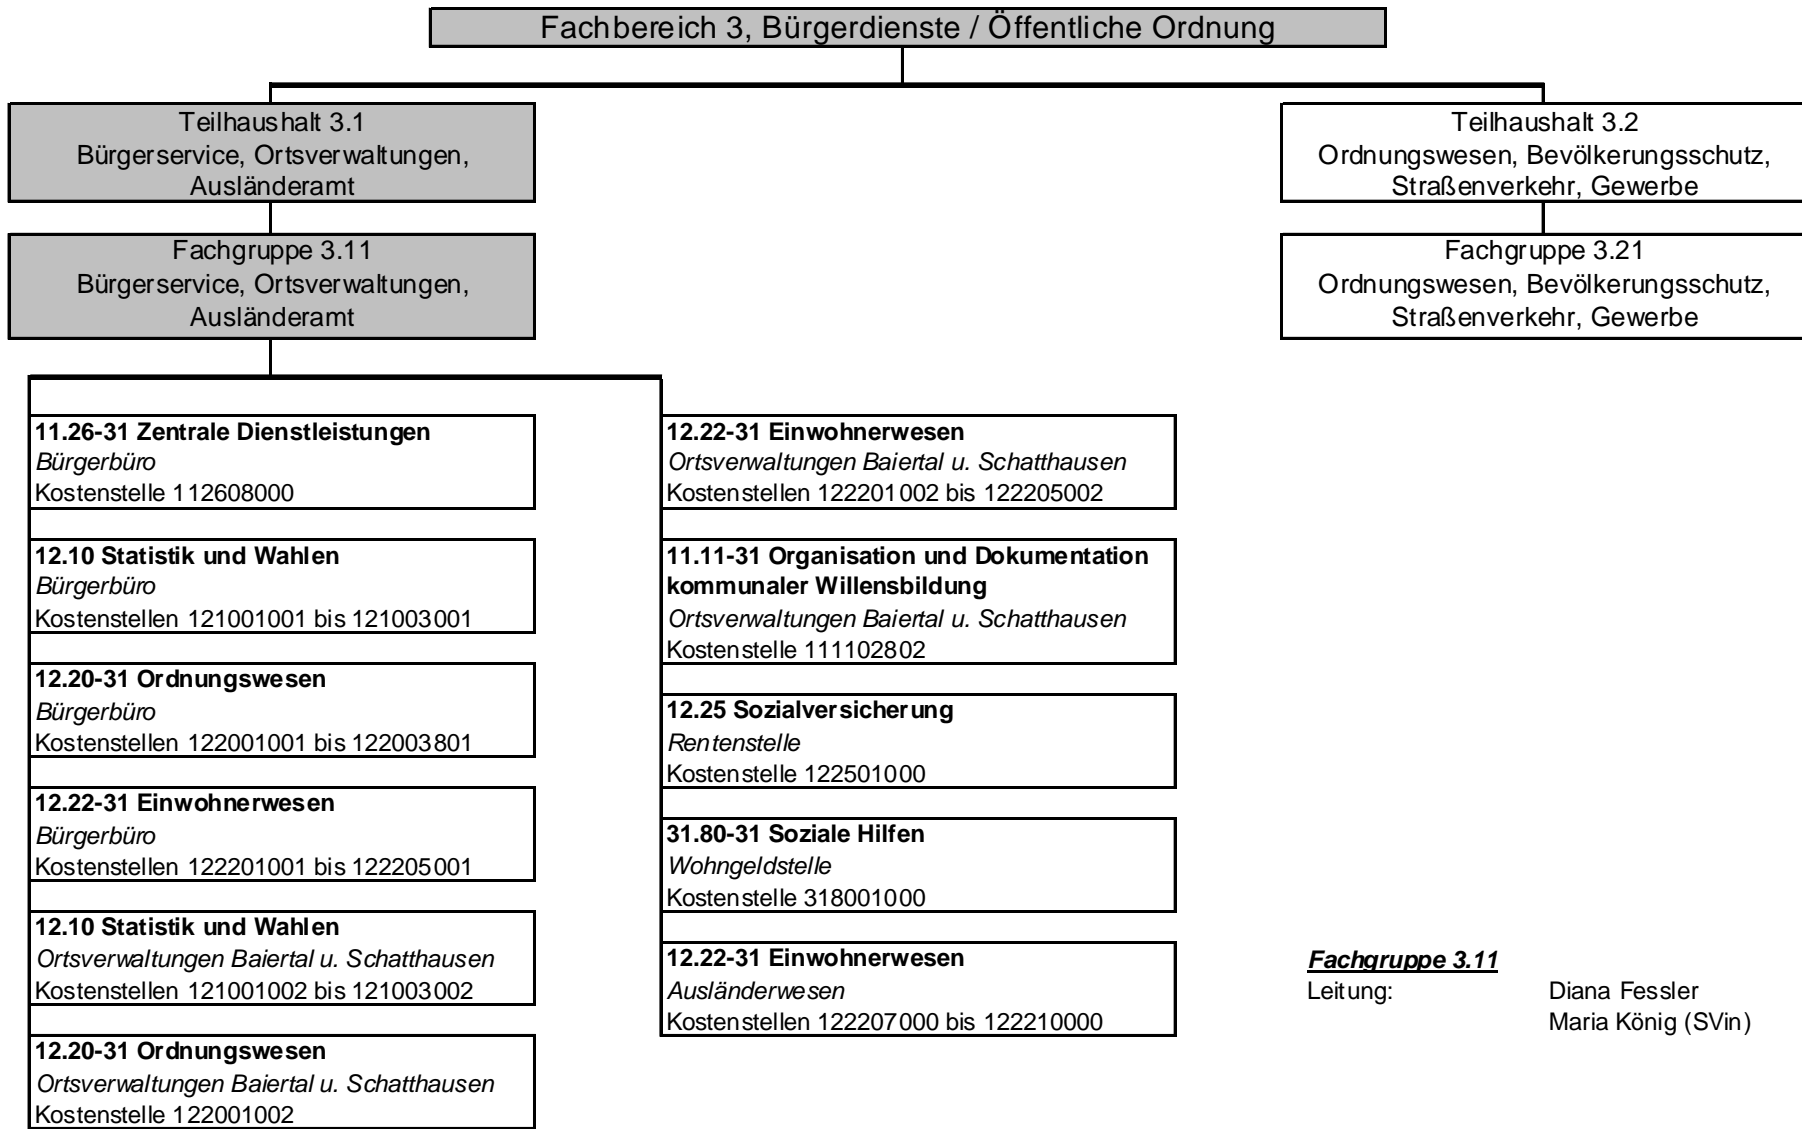 Fachbereich 3, Bürgerdienste / Öffentliche Ordnung
Teilhaushalt 3.1
Bürgerservice, Ortsverwaltungen,
Ausländeramt
Teilhaushalt 3.2
Ordnungswesen, Bevölkerungsschutz,
Straßenverkehr, Gewerbe
Fachgruppe 3.11
Bürgerservice, Ortsverwaltungen,
Ausländeramt
Fachgruppe 3.21
Ordnungswesen, Bevölkerungsschutz,
Straßenverkehr, Gewerbe
11.26-31 Zentrale Dienstleistungen
Bürgerbüro
Kostenstelle 112608000
12.10 Statistik und Wahlen
Bürgerbüro
Kostenstellen 121001001 bis 121003001
12.20-31 Ordnungswesen
Bürgerbüro
Kostenstellen 122001001 bis 122003801
12.22-31 Einwohnerwesen
Bürgerbüro
Kostenstellen 122201001 bis 122205001
12.10 Statistik und Wahlen
Ortsverwaltungen Baiertal u. Schatthausen
Kostenstellen 121001002 bis 121003002
12.20-31 Ordnungswesen
Ortsverwaltungen Baiertal u. Schatthausen
Kostenstelle 122001002
12.22-31 Einwohnerwesen
Ortsverwaltungen Baiertal u. Schatthausen
Kostenstellen 122201002 bis 122205002
11.11-31 Organisation und Dokumentation
kommunaler Willensbildung
Ortsverwaltungen Baiertal u. Schatthausen
Kostenstelle 111102802
12.25 Sozialversicherung
Rentenstelle
Kostenstelle 122501000
31.80-31 Soziale Hilfen
Wohngeldstelle
Kostenstelle 318001000
12.22-31 Einwohnerwesen
Ausländerwesen
Kostenstellen 122207000 bis 122210000
Fachgruppe 3.11
Leitung: Diana Fessler
Maria König (SVin)